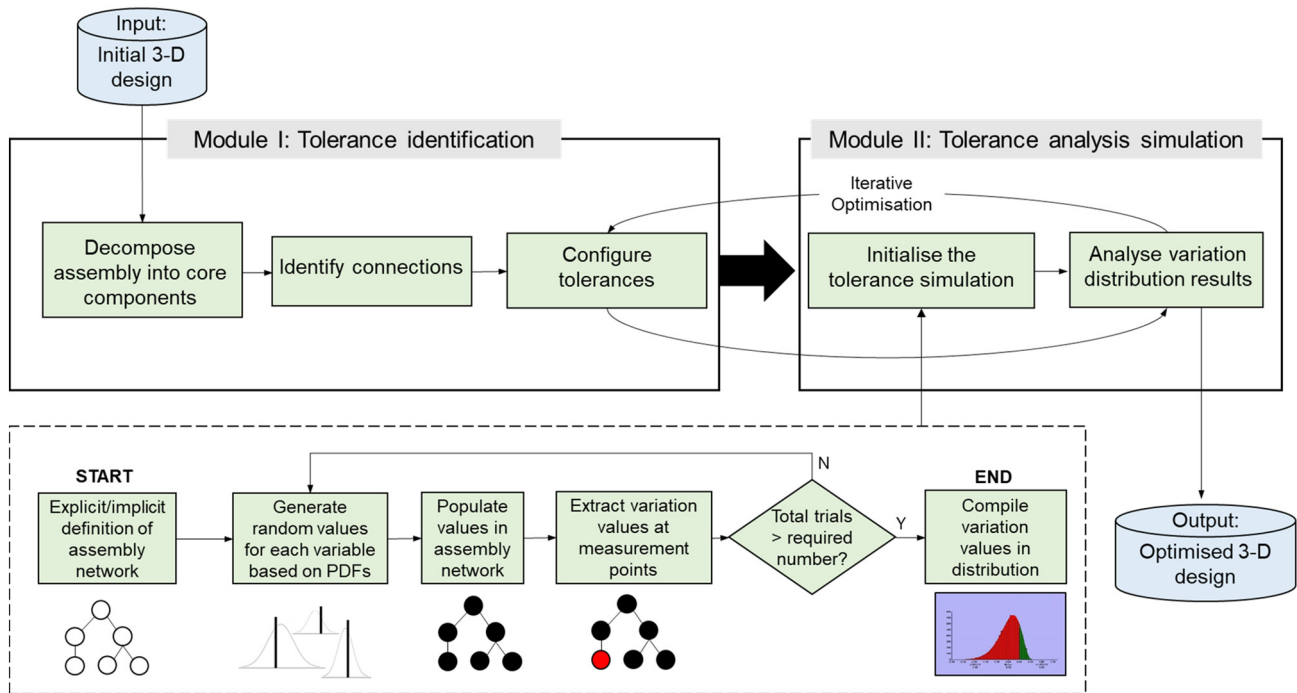 Input:
Initial 3-D
design
Module I: Tolerance identification
Module II: Tolerance analysis simulation
Iterative
Optimisation
Decompose
assembly into core
components
Identify connections
Configure
tolerances
Initialise the
tolerance simulation
Analyse variation
distribution results
START
Explicit/implicit
definition of
assembly
network
Generate
random values
for each variable
based on PDFs
Populate
values in
assembly
network
Extract variation
values at
measurement
points
N
Total trials
> required
number?
Y
END
Compile
variation
values in
distribution
Output:
Optimised 3-D
design